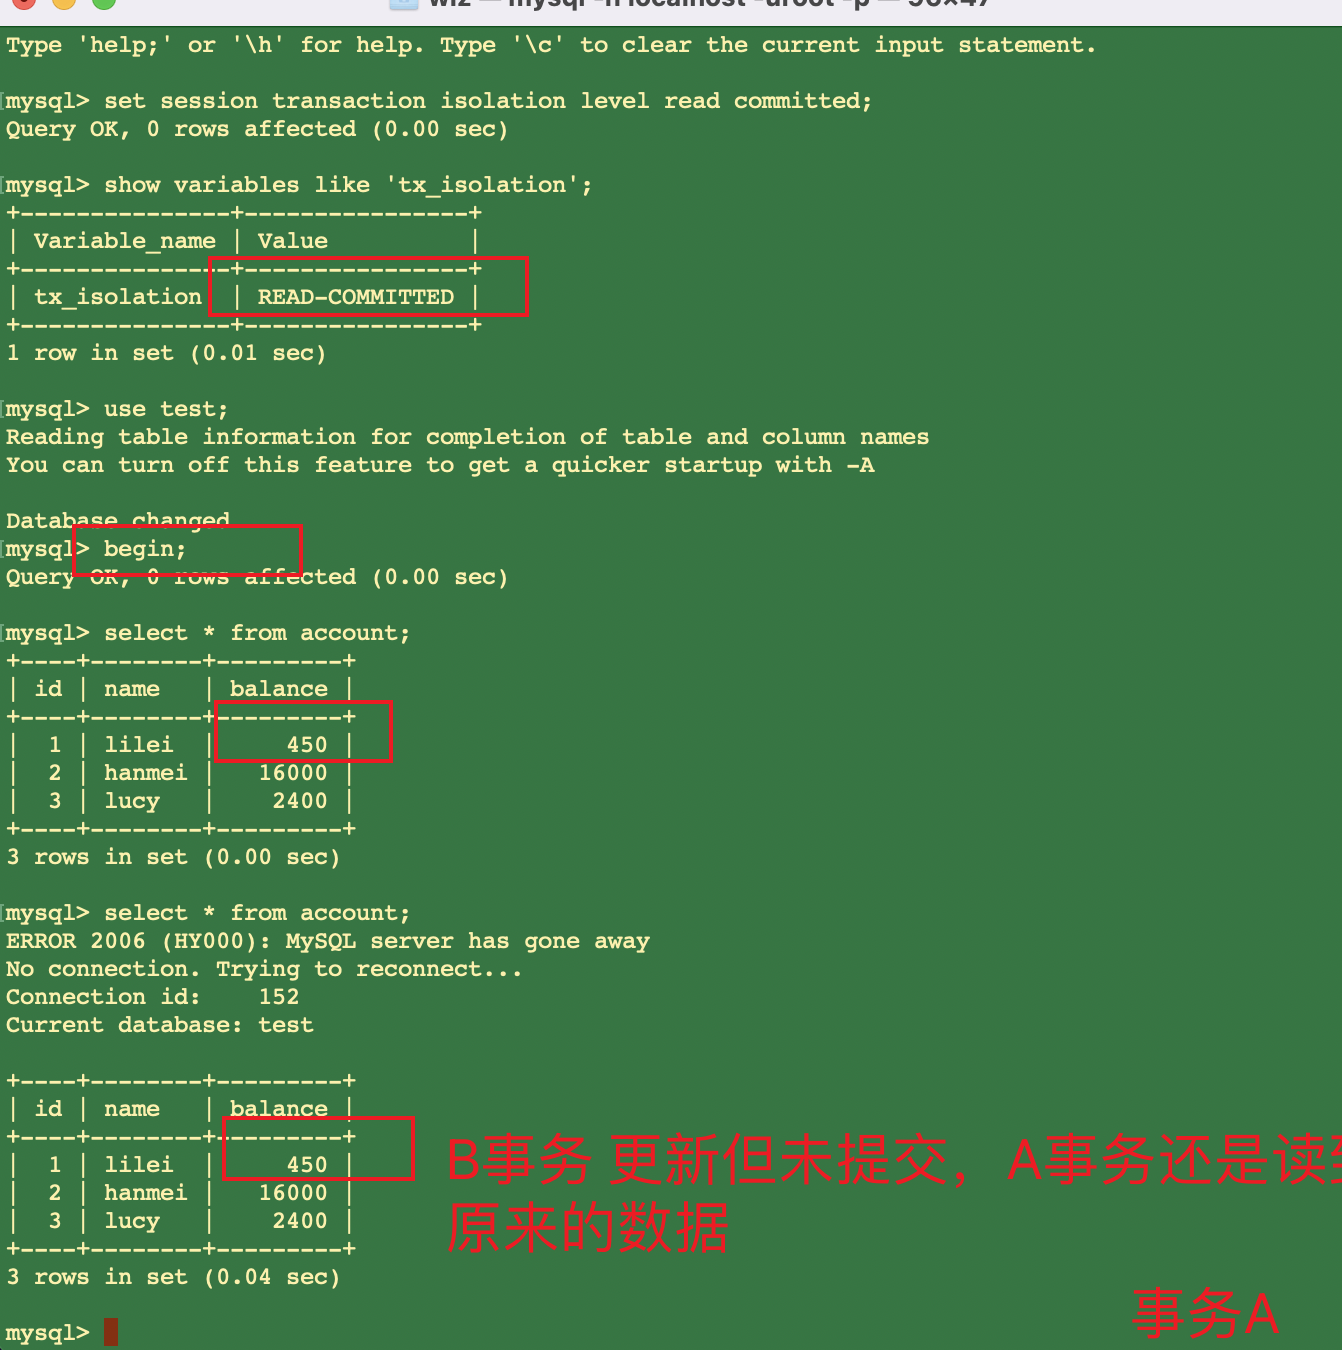 wiz — mysql -h localhost -uroot -p — 96×47
Type 'help;' or '\h' for help. Type '\c' to clear the current input statement.
mysql> set session transaction isolation level read committed;
Query OK, 0 rows affected (0.00 sec)
mysql> show variables like 'tx_isolation';
+---------------+----------------+
| Variable_name | Value          |
+---------------+----------------+
| tx_isolation  | READ-COMMITTED |
+---------------+----------------+
1 row in set (0.01 sec)
mysql> use test;
Reading table information for completion of table and column names
You can turn off this feature to get a quicker startup with -A
Database changed
mysql> begin;
Query OK, 0 rows affected (0.00 sec)
mysql> select * from account;
+----+--------+---------+
| id | name   | balance |
+----+--------+---------+
|  1 | lilei  |     450 |
|  2 | hanmei |   16000 |
|  3 | lucy   |    2400 |
+----+--------+---------+
3 rows in set (0.00 sec)
mysql> select * from account;
ERROR 2006 (HY000): MySQL server has gone away
No connection. Trying to reconnect...
Connection id:    152
Current database: test
+----+--------+---------+
| id | name   | balance |
+----+--------+---------+
|  1 | lilei  |     450 |
|  2 | hanmei |   16000 |
|  3 | lucy   |    2400 |
+----+--------+---------+
B事务 更新但未提交，A事务还是读到
原来的数据
3 rows in set (0.04 sec)
事务A
mysql>